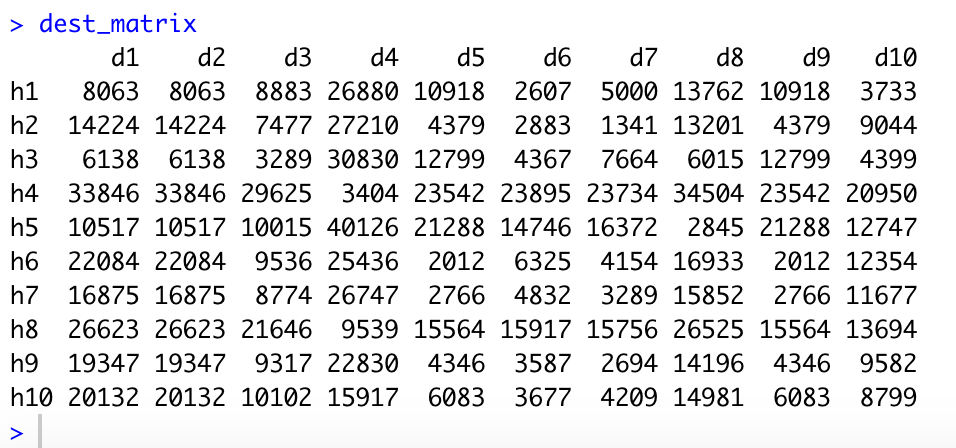 > dest_matrix
       d1    d2    d3    d4    d5    d6    d7    d8    d9   d10
h1   8063  8063  8883 26880 10918  2607  5000 13762 10918  3733
h2  14224 14224  7477 27210  4379  2883  1341 13201  4379  9044
h3   6138  6138  3289 30830 12799  4367  7664  6015 12799  4399
h4  33846 33846 29625  3404 23542 23895 23734 34504 23542 20950
h5  10517 10517 10015 40126 21288 14746 16372  2845 21288 12747
h6  22084 22084  9536 25436  2012  6325  4154 16933  2012 12354
h7  16875 16875  8774 26747  2766  4832  3289 15852  2766 11677
h8  26623 26623 21646  9539 15564 15917 15756 26525 15564 13694
h9  19347 19347  9317 22830  4346  3587  2694 14196  4346  9582
h10 20132 20132 10102 15917  6083  3677  4209 14981  6083  8799
>